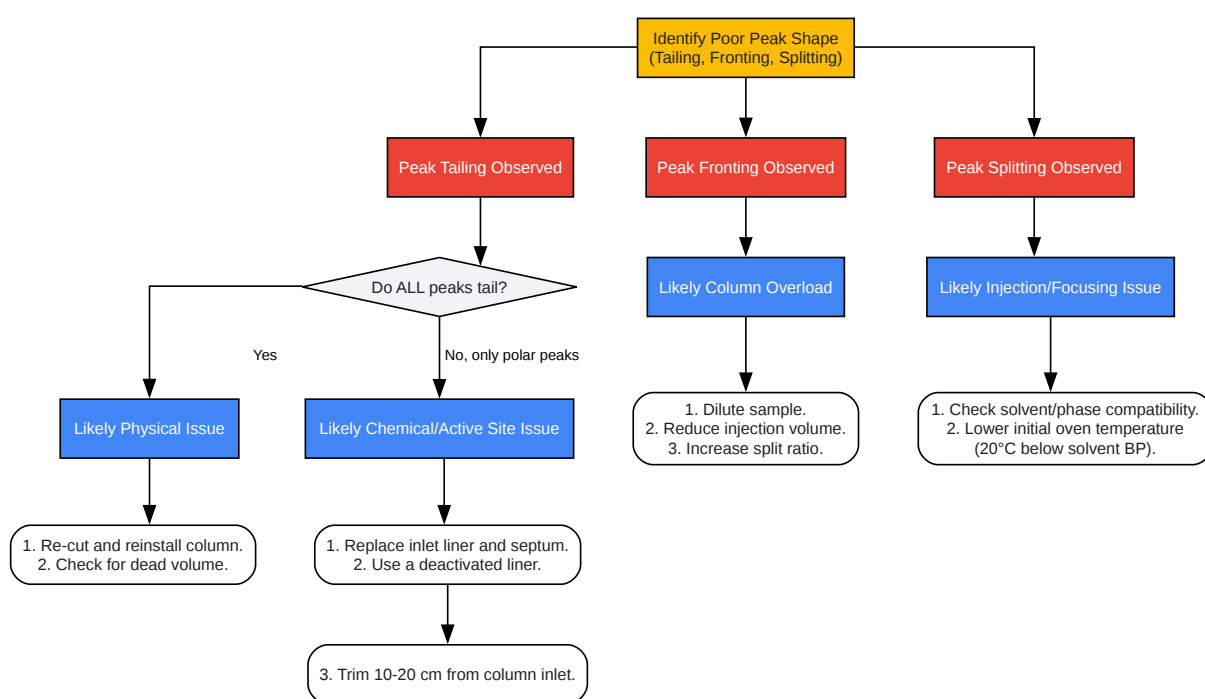 Identify Poor Peak Shape
(Tailing, Fronting, Splitting)
Peak Tailing Observed
Peak Fronting Observed
Peak Splitting Observed
Do ALL peaks tail?
Likely Column Overload
Likely Injection/Focusing Issue
Yes
No, only polar peaks
Likely Physical Issue
Likely Chemical/Active Site Issue
1. Dilute sample.
2. Reduce injection volume.
3. Increase split ratio.
1. Check solvent/phase compatibility.
2. Lower initial oven temperature
(20°C below solvent BP).
1. Re-cut and reinstall column.
2. Check for dead volume.
1. Replace inlet liner and septum.
2. Use a deactivated liner.
3. Trim 10-20 cm from column inlet.